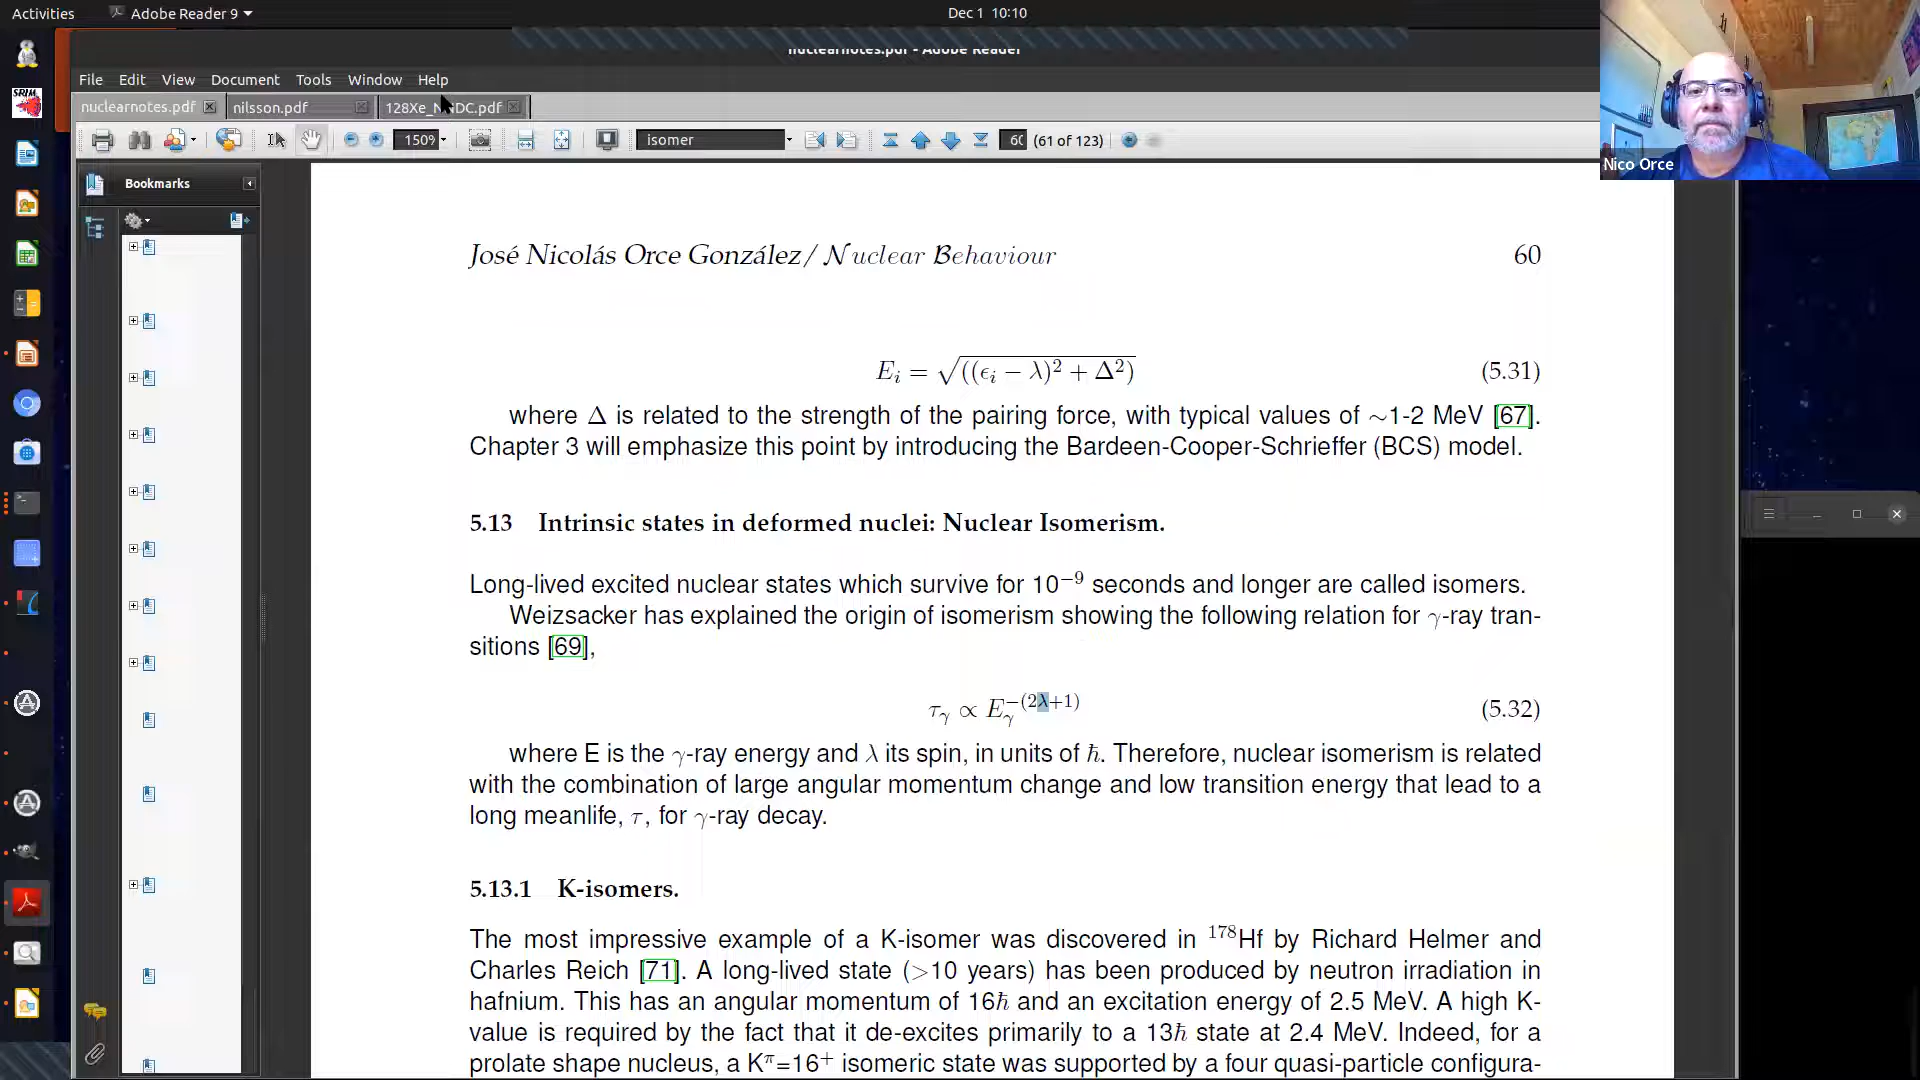 Activities
Adobe Reader 9
Dec 1 10:10
nuclearnotes.pdf - Adobe Reader
File Edit View Document Tools Window Help
nuclearnotes.pdf
nilsson.pdf
128Xe_NNDC.pdf
150%
isomer
60 (61 of 123)
Bookmarks
SRIM
Nico Orce
José Nicolás Orce González/ Nuclear Behaviour 60
E_i = √((ϵ_i − λ)² + Δ²) (5.31)
where Δ is related to the strength of the pairing force, with typical values of ∼1-2 MeV [67].
Chapter 3 will emphasize this point by introducing the Bardeen-Cooper-Schrieffer (BCS) model.
5.13 Intrinsic states in deformed nuclei: Nuclear Isomerism.
Long-lived excited nuclear states which survive for 10⁻⁹ seconds and longer are called isomers.
Weizsacker has explained the origin of isomerism showing the following relation for γ-ray tran-
sitions [69],
τ_γ ∝ E_γ^−(2λ+1) (5.32)
where E is the γ-ray energy and λ its spin, in units of ℏ. Therefore, nuclear isomerism is related
with the combination of large angular momentum change and low transition energy that lead to a
long meanlife, τ, for γ-ray decay.
5.13.1 K-isomers.
The most impressive example of a K-isomer was discovered in ¹⁷⁸Hf by Richard Helmer and
Charles Reich [71]. A long-lived state (>10 years) has been produced by neutron irradiation in
hafnium. This has an angular momentum of 16ℏ and an excitation energy of 2.5 MeV. A high K-
value is required by the fact that it de-excites primarily to a 13ℏ state at 2.4 MeV. Indeed, for a
prolate shape nucleus, a K^π=16⁺ isomeric state was supported by a four quasi-particle configura-